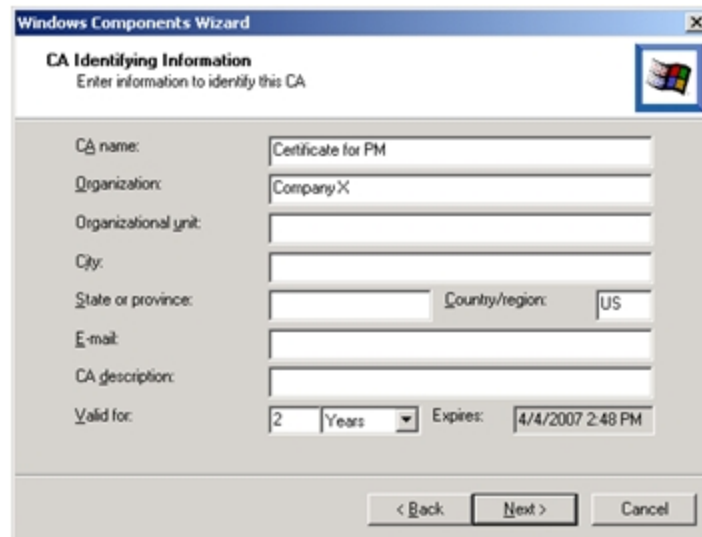 Windows Components Wizard
CA Identifying Information
Enter information to identify this CA
CA name: Certificate for PM
Organization: Company X
Organizational unit:
City:
State or province: Country/region: US
E-mail:
CA description:
Valid for: 2 Years Expires: 4/4/2007 2:48 PM
< Back Next > Cancel